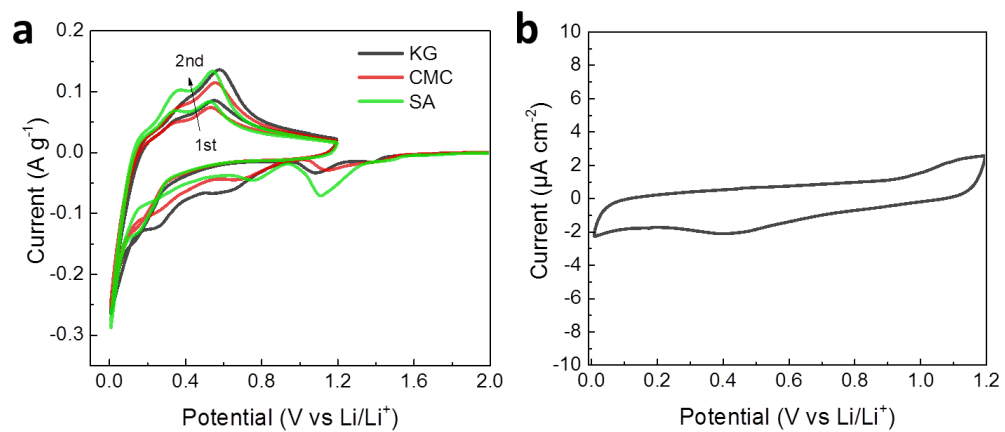 a
Current (A g⁻¹)
0.2
0.1
0.0
-0.1
-0.2
-0.3
2nd
1st
KG
CMC
SA
0.0 0.4 0.8 1.2 1.6 2.0
Potential (V vs Li/Li⁺)
b
Current (µA cm⁻²)
10
8
6
4
2
0
-2
-4
-6
-8
-10
0.0 0.2 0.4 0.6 0.8 1.0 1.2
Potential (V vs Li/Li⁺)